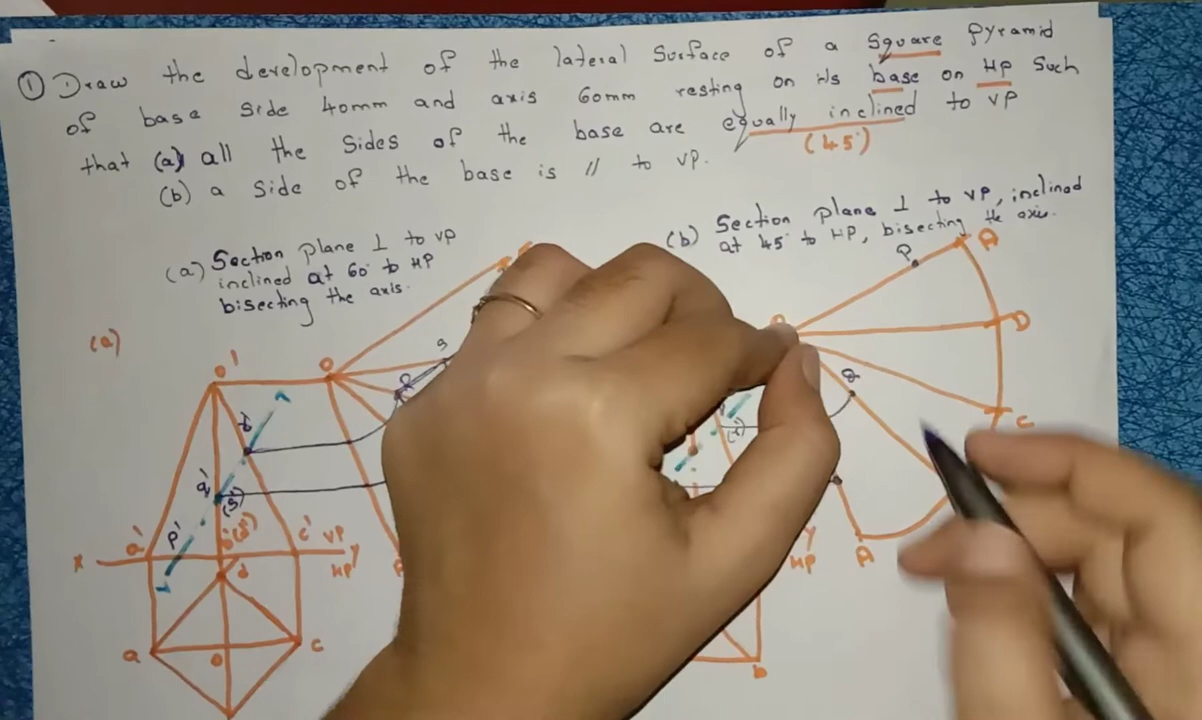 ① Draw the development of the lateral Surface of a Square Pyramid
of base side 40mm and axis 60mm resting on its base on HP Such
that (a) all the Sides of the base are equally inclined to VP
(45°)
(b) a side of the base is // to VP.
(a) Section plane ⊥ to VP
inclined at 60° to HP
bisecting the axis.
(b) Section plane ⊥ to VP, inclined
at 45° to HP, bisecting the axis.
(a)
o'
O
P
A
D
C
Q
s
q'
(s')
p'
a'
b'(d')
c'
VP
X
Y
HP
d
a
o
c
(r')
Y
HP
A
b